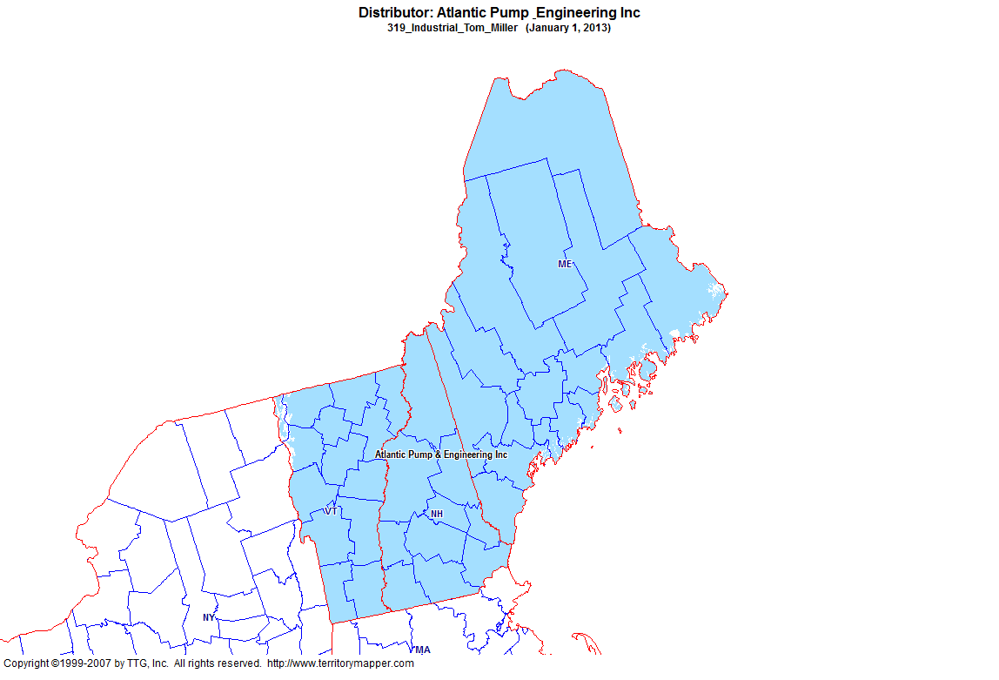 Distributor: Atlantic Pump _Engineering Inc
319_Industrial_Tom_Miller (January 1, 2013)
ME
Atlantic Pump & Engineering Inc
VT
NH
NY
MA
Copyright ©1999-2007 by TTG, Inc. All rights reserved. http://www.territorymapper.com